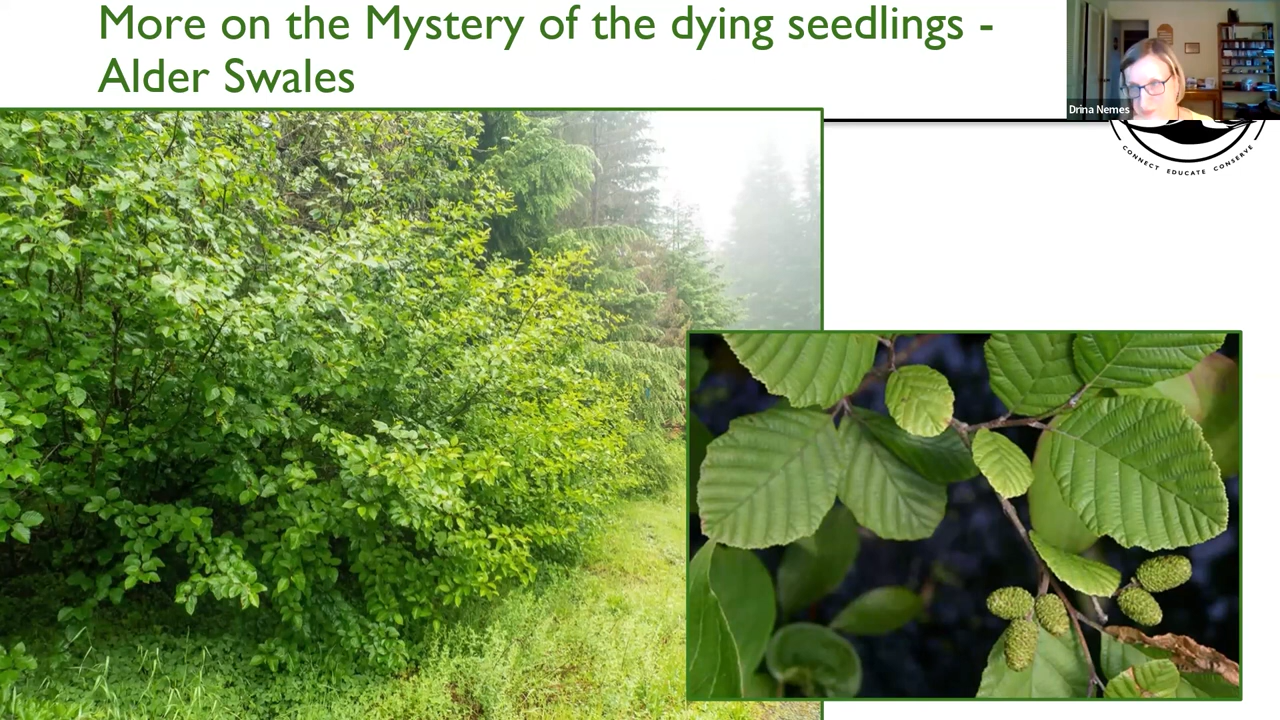 More on the Mystery of the dying seedlings -
Alder Swales
Drina Nemes
CONNECT EDUCATE CONSERVE